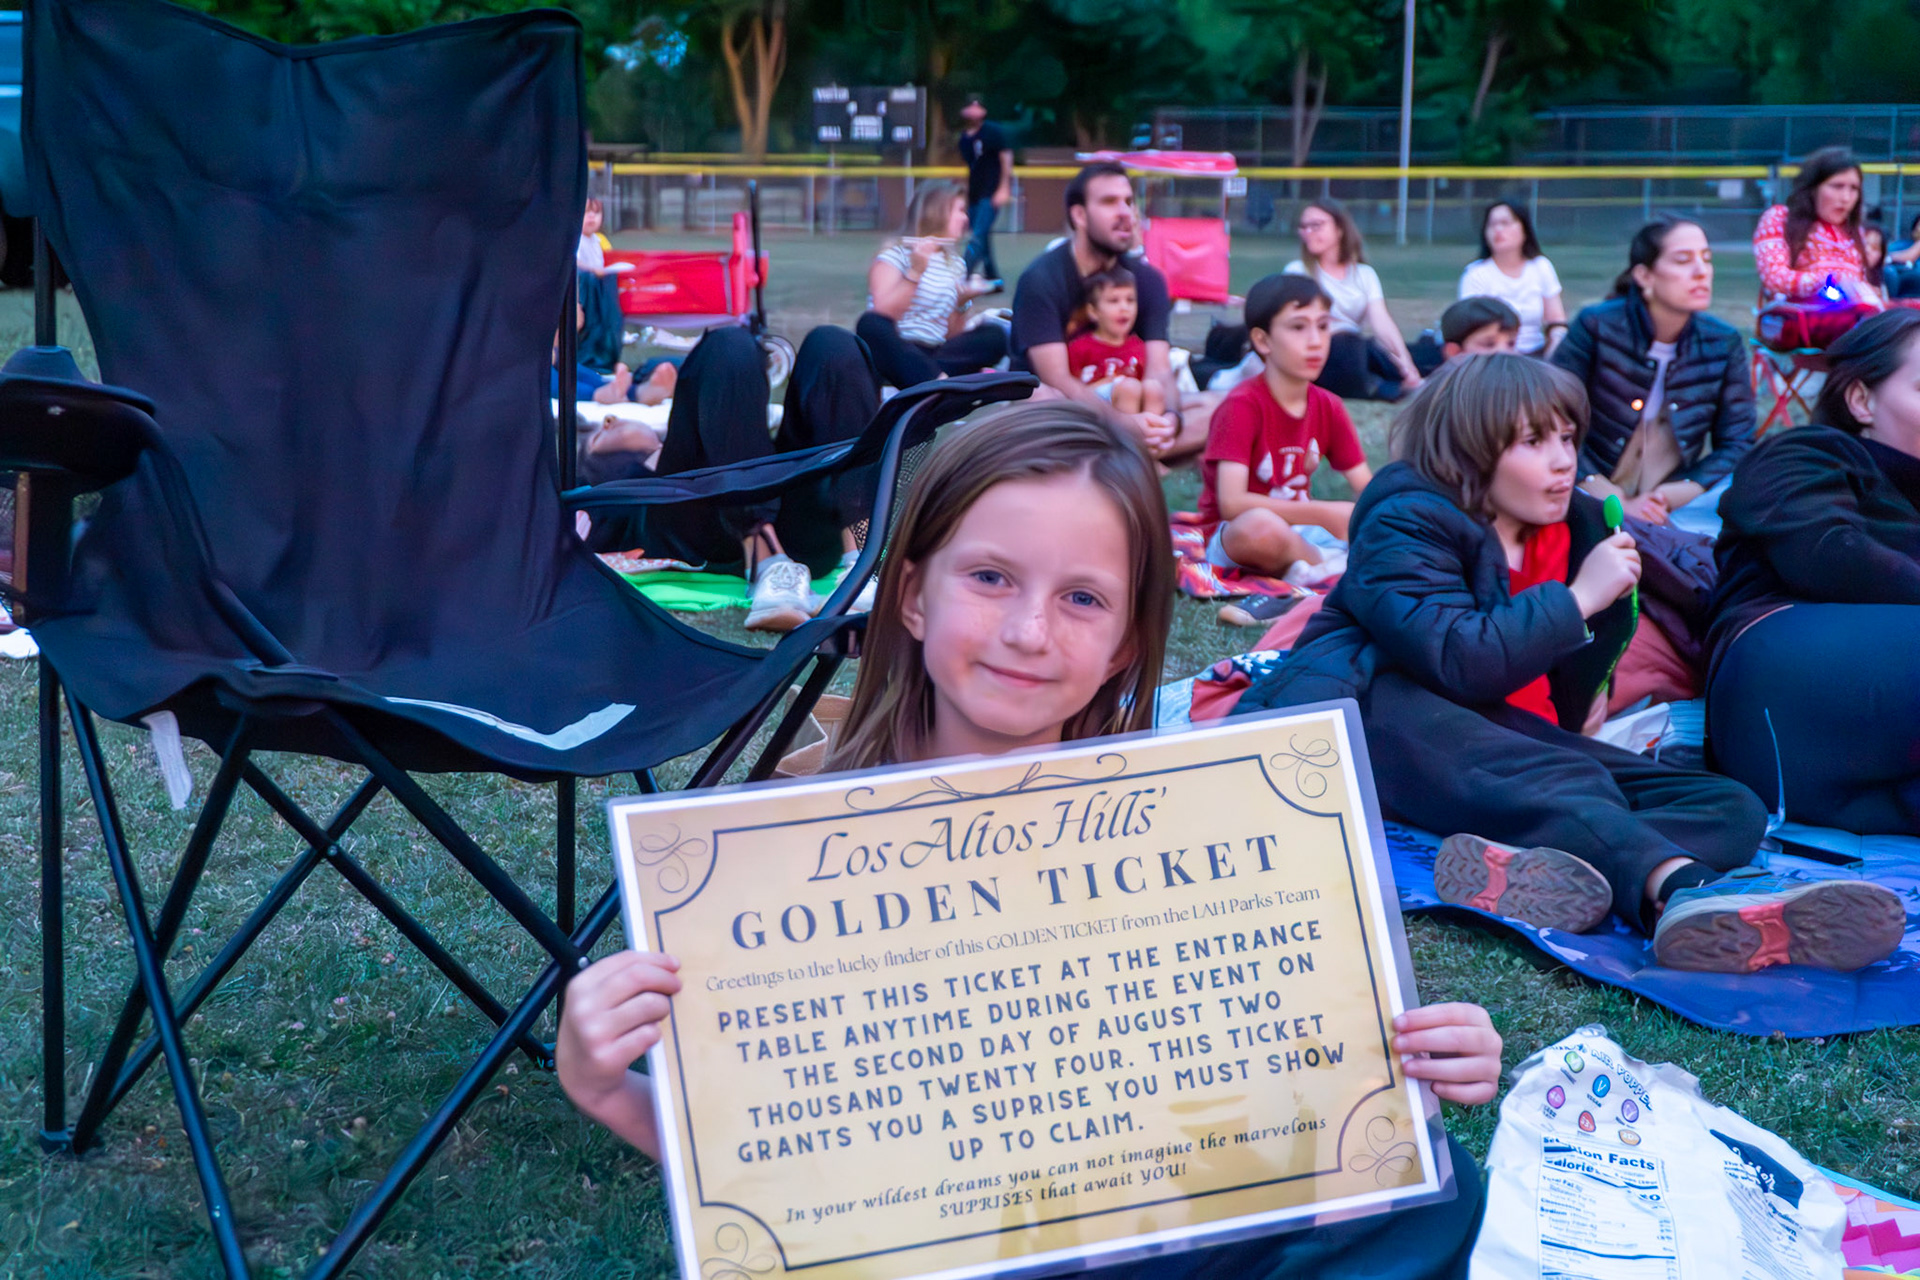 Los Altos Hills'
GOLDEN TICKET
Greetings to the lucky finder of this GOLDEN TICKET from the LAH Parks Team
PRESENT THIS TICKET AT THE ENTRANCE
TABLE ANYTIME DURING THE EVENT ON
THE SECOND DAY OF AUGUST TWO
THOUSAND TWENTY FOUR. THIS TICKET
GRANTS YOU A SUPRISE YOU MUST SHOW
UP TO CLAIM.
In your wildest dreams you can not imagine the marvelous
SUPRISES that await YOU!
Facts